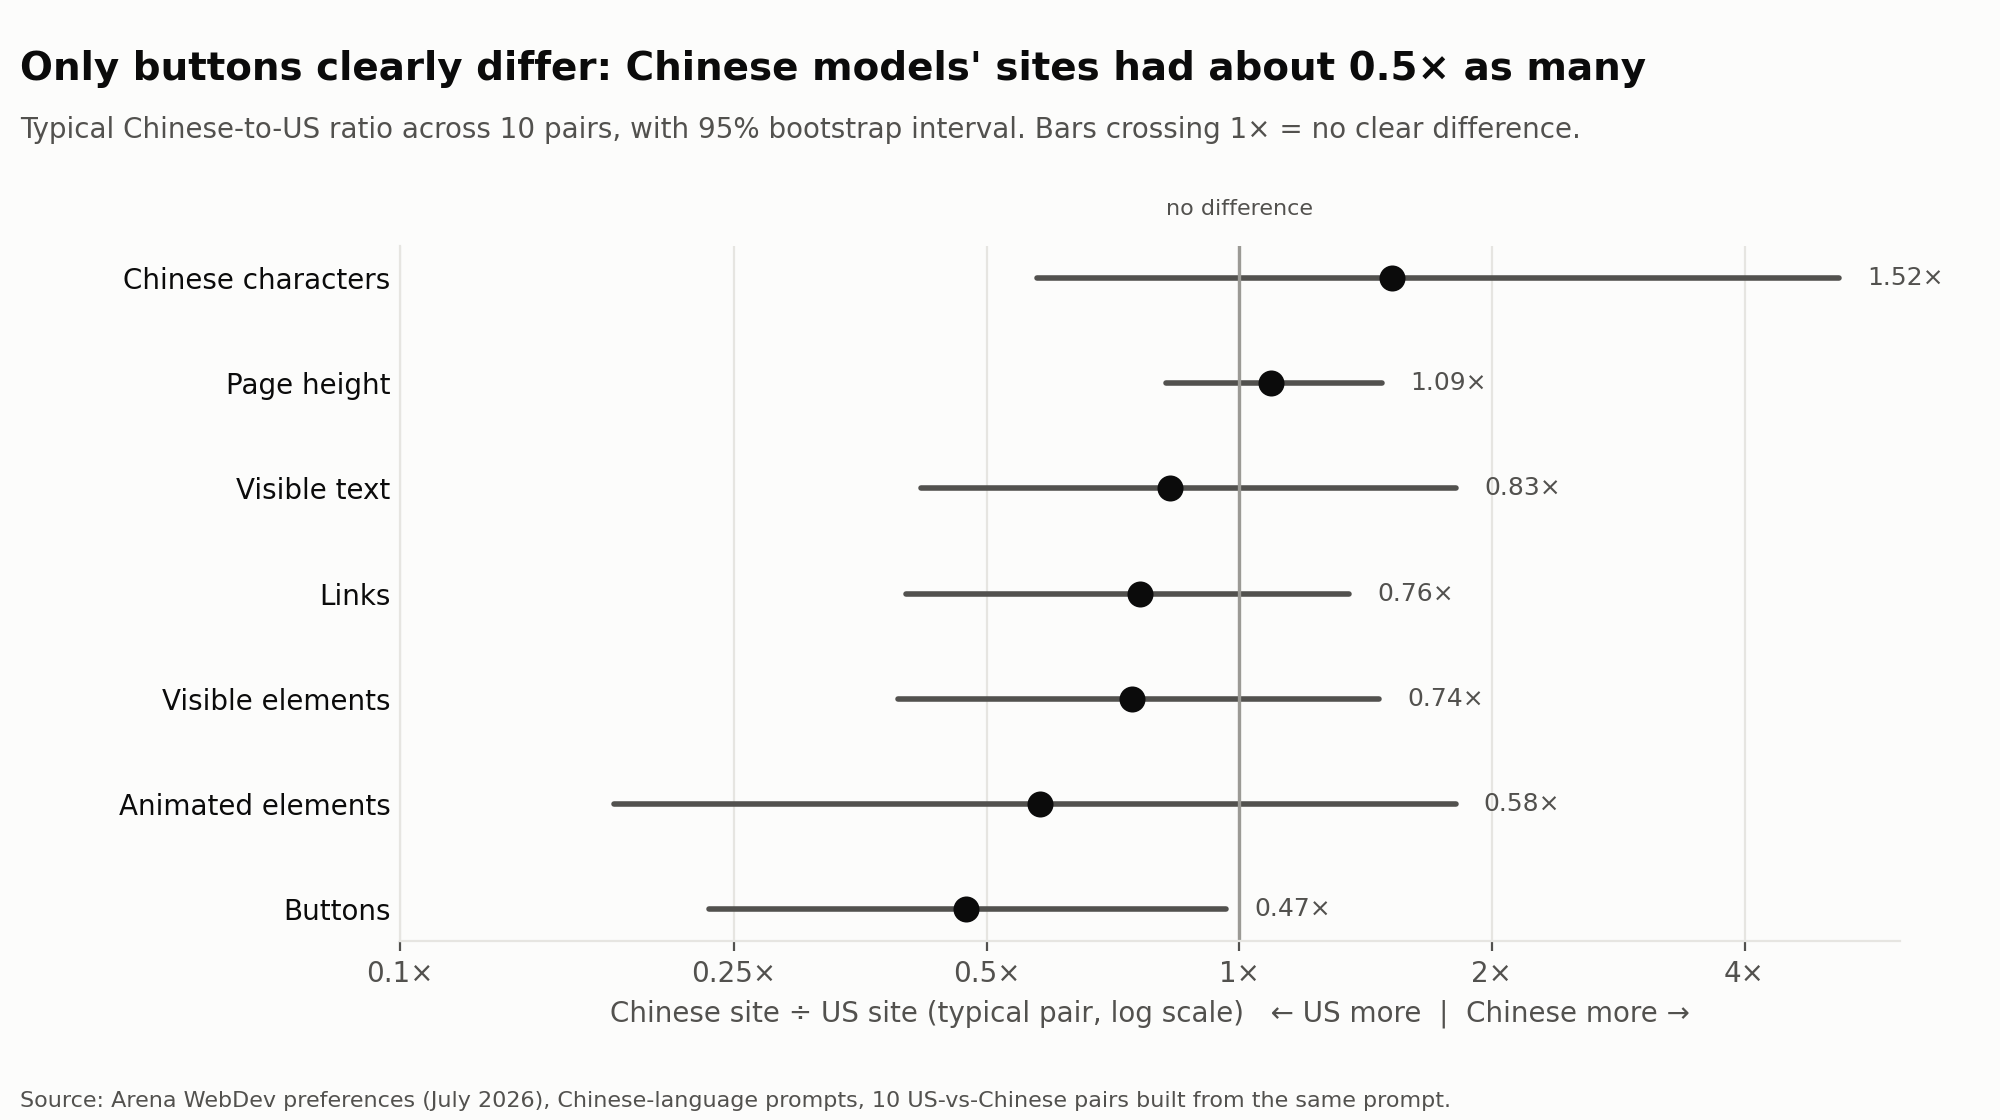 Only buttons clearly differ: Chinese models' sites had about 0.5× as many
Typical Chinese-to-US ratio across 10 pairs, with 95% bootstrap interval. Bars crossing 1× = no clear difference.
no difference
Chinese characters 1.52×
Page height 1.09×
Visible text 0.83×
Links 0.76×
Visible elements 0.74×
Animated elements 0.58×
Buttons 0.47×
0.1× 0.25× 0.5× 1× 2× 4×
Chinese site ÷ US site (typical pair, log scale) ← US more | Chinese more →
Source: Arena WebDev preferences (July 2026), Chinese-language prompts, 10 US-vs-Chinese pairs built from the same prompt.